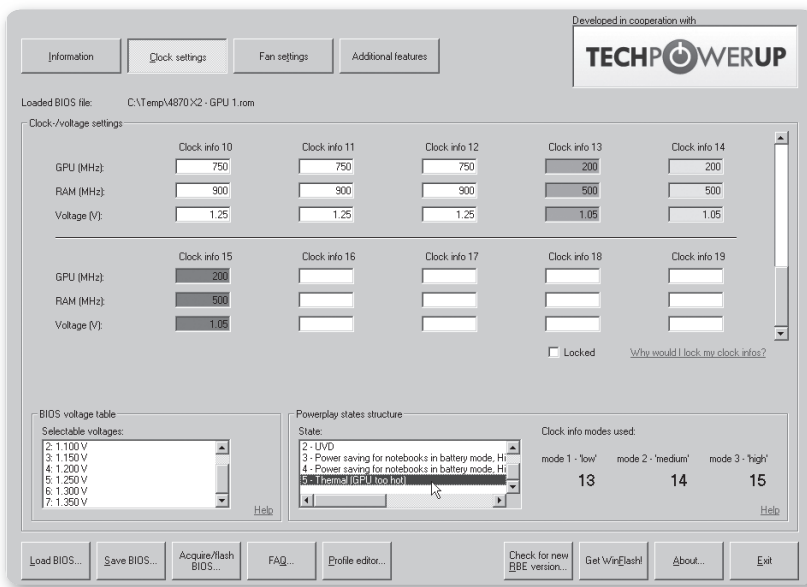 Developed in cooperation with
TECHPOWERUP
Information
Clock settings
Fan settings
Additional features
Loaded BIOS file: C:\Temp\4870 X2 - GPU 1.rom
Clock-/voltage settings
Clock info 10 Clock info 11 Clock info 12 Clock info 13 Clock info 14
GPU (MHz): 750 750 750 200 200
RAM (MHz): 900 900 900 500 500
Voltage (V): 1.25 1.25 1.25 1.05 1.05
Clock info 15 Clock info 16 Clock info 17 Clock info 18 Clock info 19
GPU (MHz): 200
RAM (MHz): 500
Voltage (V): 1.05
Locked Why would I lock my clock infos?
BIOS voltage table
Selectable voltages:
2: 1.100 V
3: 1.150 V
4: 1.200 V
5: 1.250 V
6: 1.300 V
7: 1.350 V
Help
Powerplay states structure
State:
2 - UVD
3 - Power saving for notebooks in battery mode, Hi
4 - Power saving for notebooks in battery mode, Hi
5 - Thermal (GPU too hot)
Clock info modes used:
mode 1 - 'low' mode 2 - 'medium' mode 3 - 'high'
13 14 15
Help
Load BIOS...
Save BIOS...
Acquire/flash
BIOS...
FAQ...
Profile editor...
Check for new
RBE version...
Get WinFlash!
About...
Exit